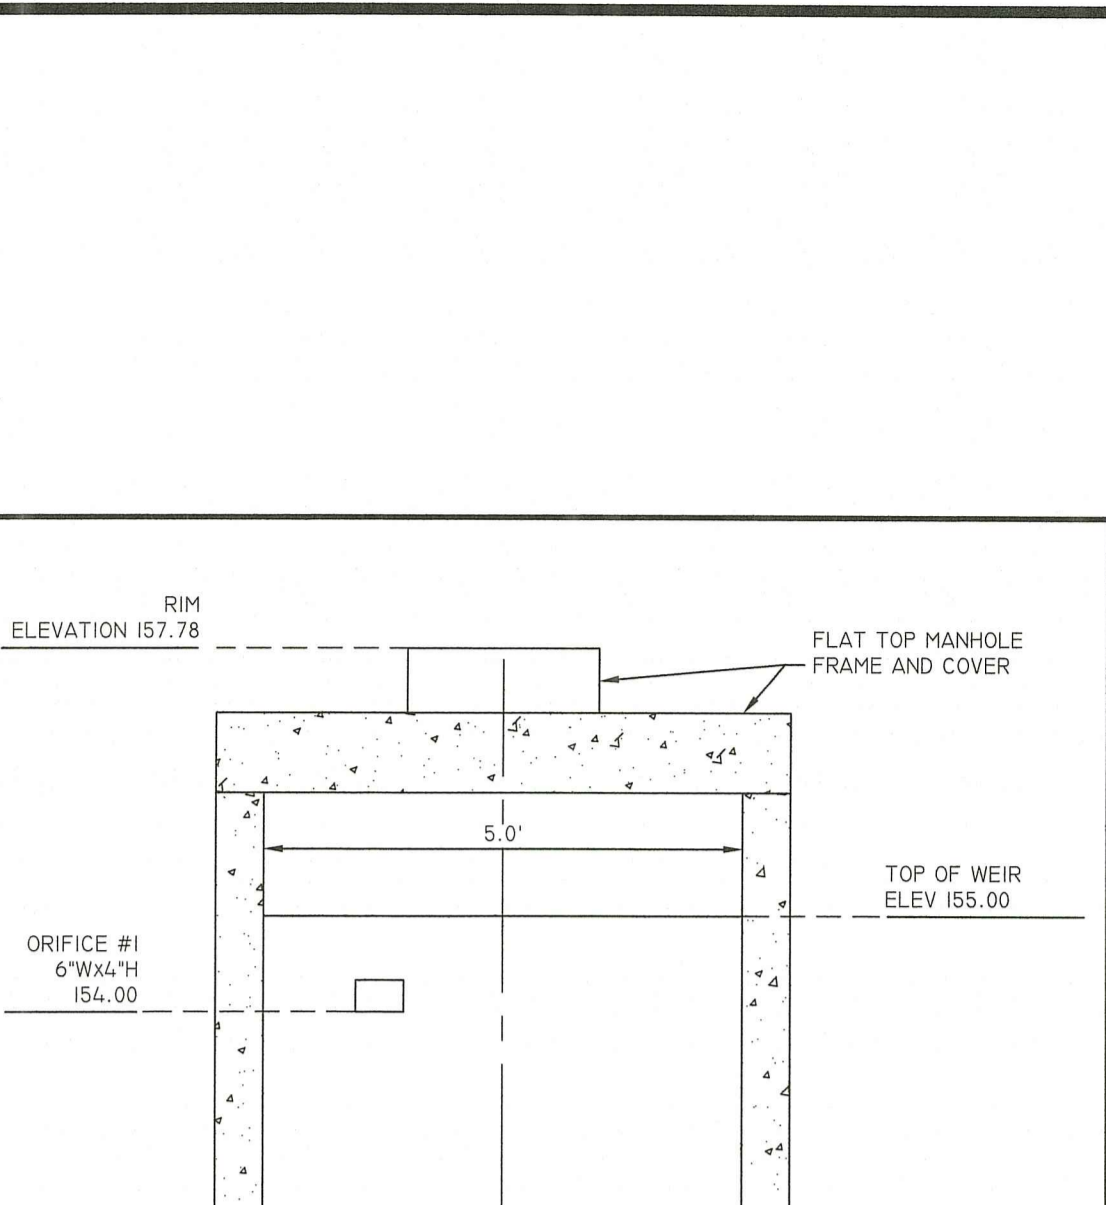 RIM
ELEVATION 157.78
FLAT TOP MANHOLE
FRAME AND COVER
5.0'
TOP OF WEIR
ELEV 155.00
ORIFICE #1
6"Wx4"H
154.00